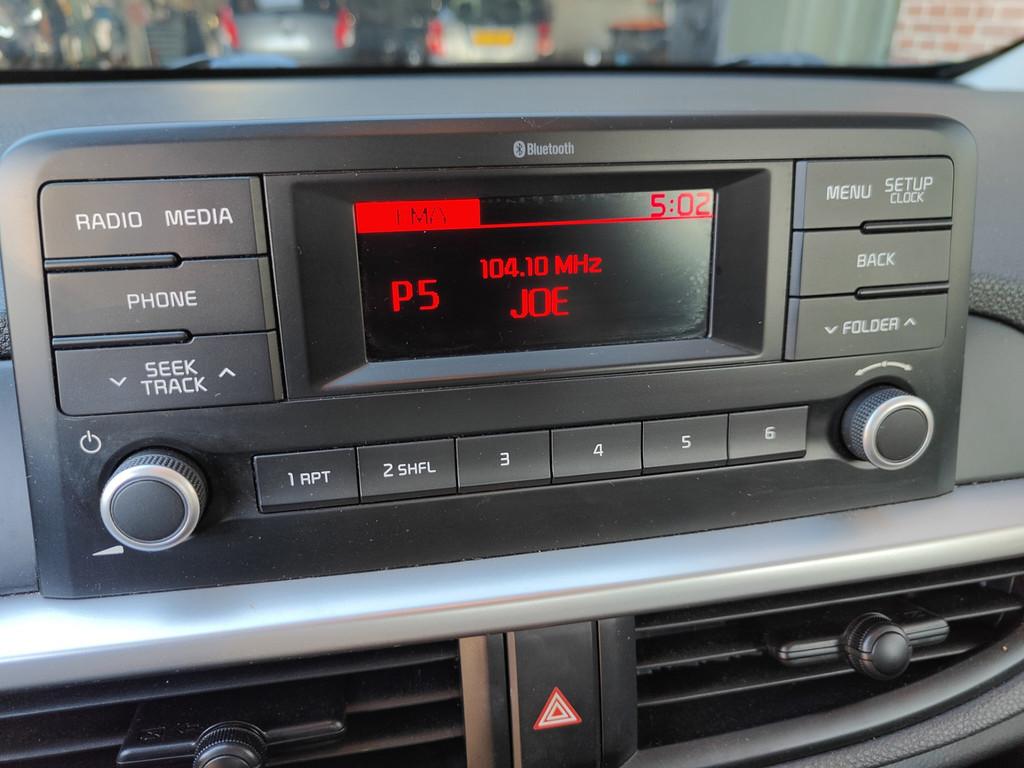 Bluetooth
RADIO MEDIA
PHONE
SEEK
TRACK
FMA 5:02
104.10 MHz
P5 JOE
MENU SETUP
CLOCK
BACK
FOLDER
1 RPT 2 SHFL 3 4 5 6